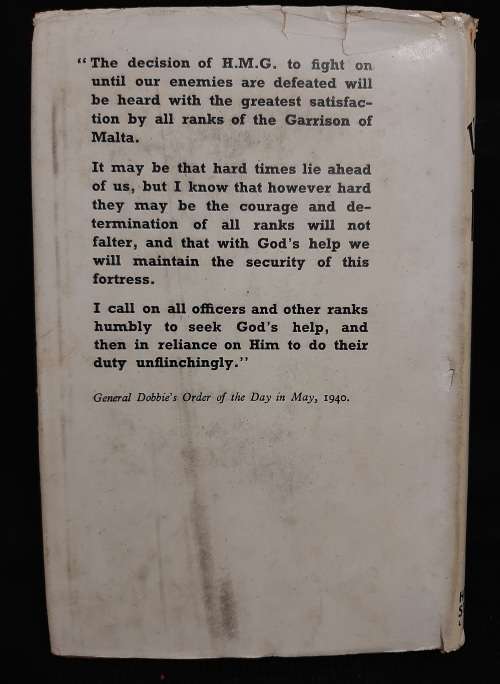 “ The decision of H.M.G. to fight on
until our enemies are defeated will
be heard with the greatest satisfac-
tion by all ranks of the Garrison of
Malta.
It may be that hard times lie ahead
of us, but I know that however hard
they may be the courage and de-
termination of all ranks will not
falter, and that with God's help we
will maintain the security of this
fortress.
I call on all officers and other ranks
humbly to seek God's help, and
then in reliance on Him to do their
duty unflinchingly.”
General Dobbie's Order of the Day in May, 1940.